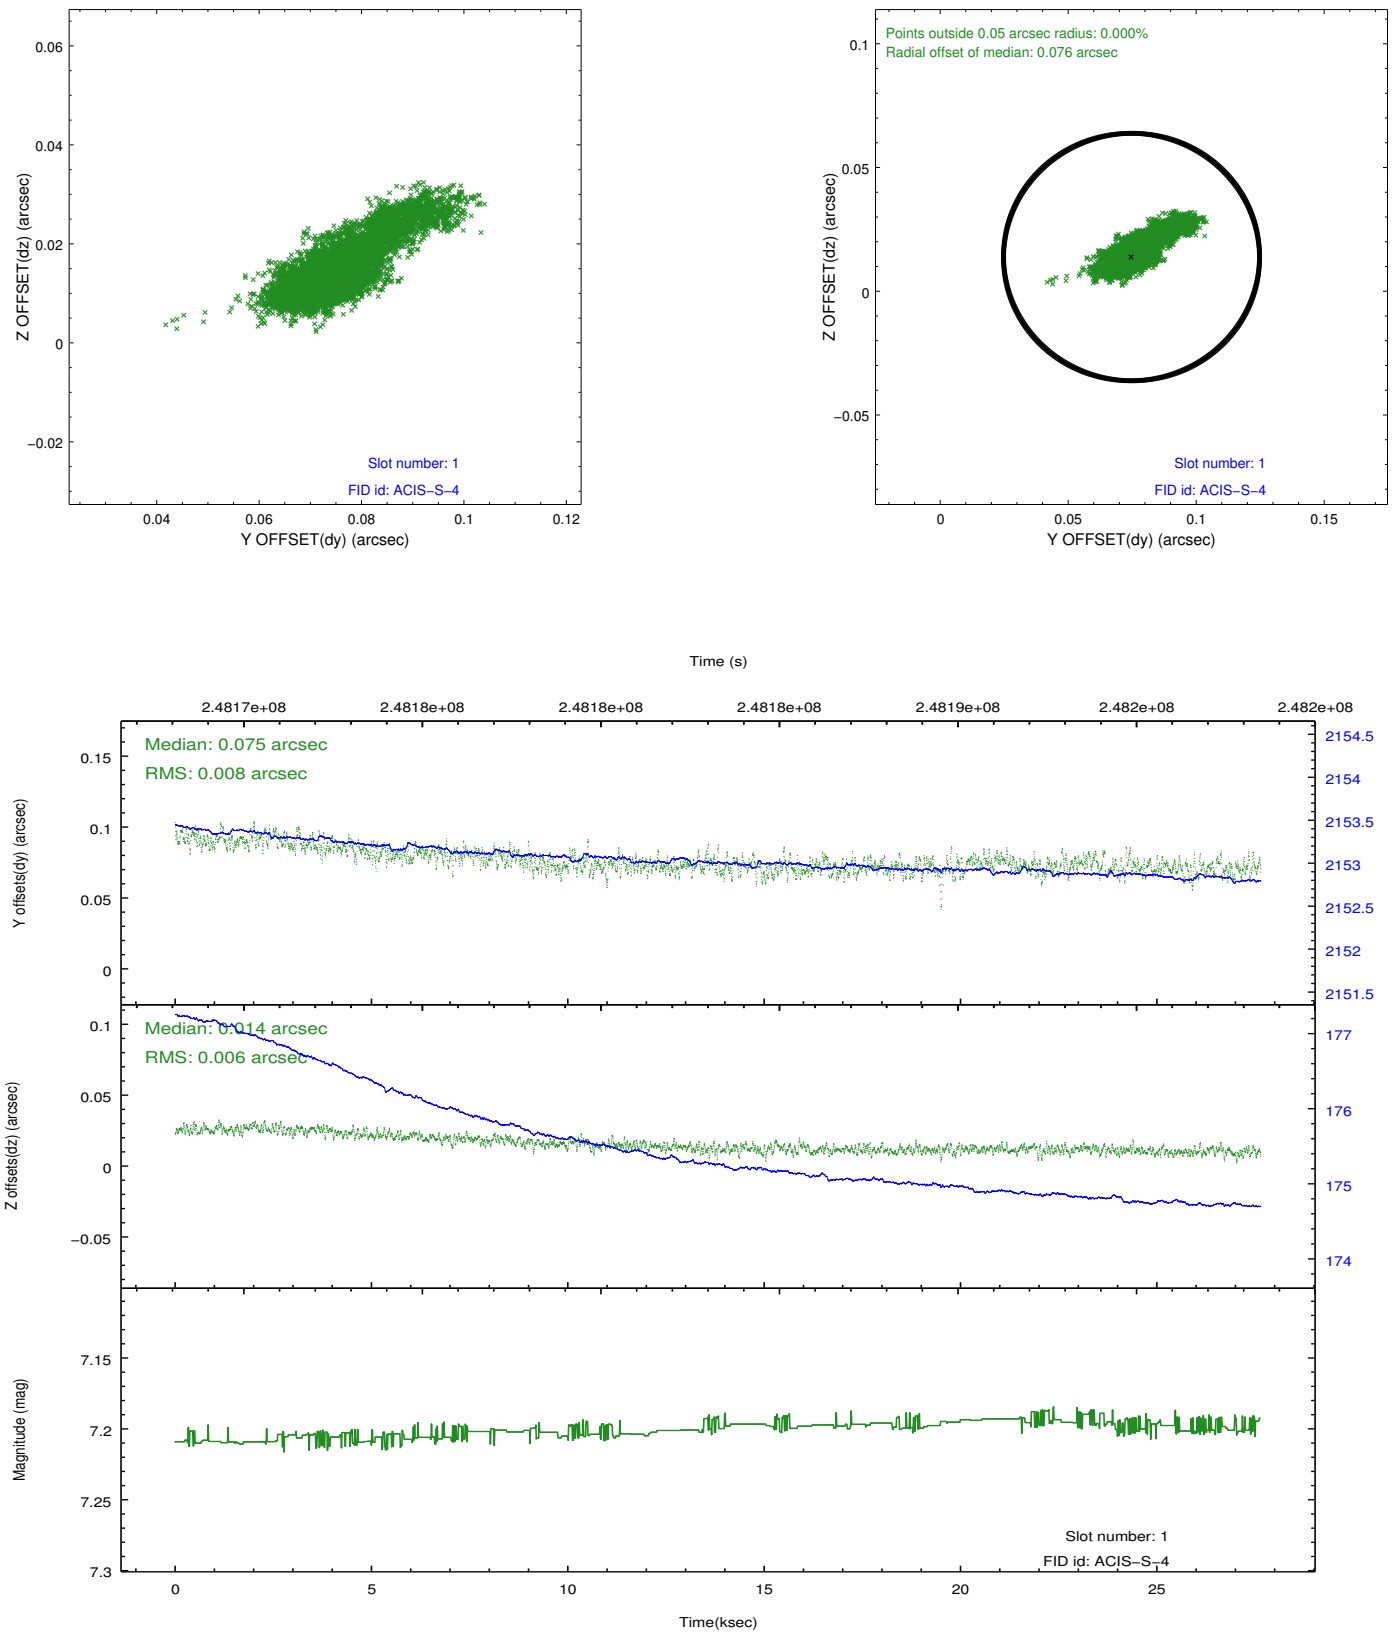 0.06
0.04
0.02
0
−0.02
Z OFFSET(dz) (arcsec)
Slot number: 1
FID id: ACIS−S−4
0.04
0.06
0.08
0.1
0.12
Y OFFSET(dy) (arcsec)
Points outside 0.05 arcsec radius: 0.000%
Radial offset of median: 0.076 arcsec
0.1
0.05
0
−0.05
Z OFFSET(dz) (arcsec)
Slot number: 1
FID id: ACIS−S−4
0
0.05
0.1
0.15
Y OFFSET(dy) (arcsec)
Time (s)
2.4817e+08
2.4818e+08
2.4818e+08
2.4818e+08
2.4819e+08
2.482e+08
2.482e+08
Median: 0.075 arcsec
RMS: 0.008 arcsec
0.15
0.1
0.05
0
Y offsets(dy) (arcsec)
2154.5
2154
2153.5
2153
2152.5
2152
2151.5
Median: 0.014 arcsec
RMS: 0.006 arcsec
0.1
0.05
0
−0.05
Z offsets(dz) (arcsec)
177
176
175
174
7.15
7.2
7.25
7.3
Magnitude (mag)
Slot number: 1
FID id: ACIS−S−4
0
5
10
15
20
25
Time(ksec)